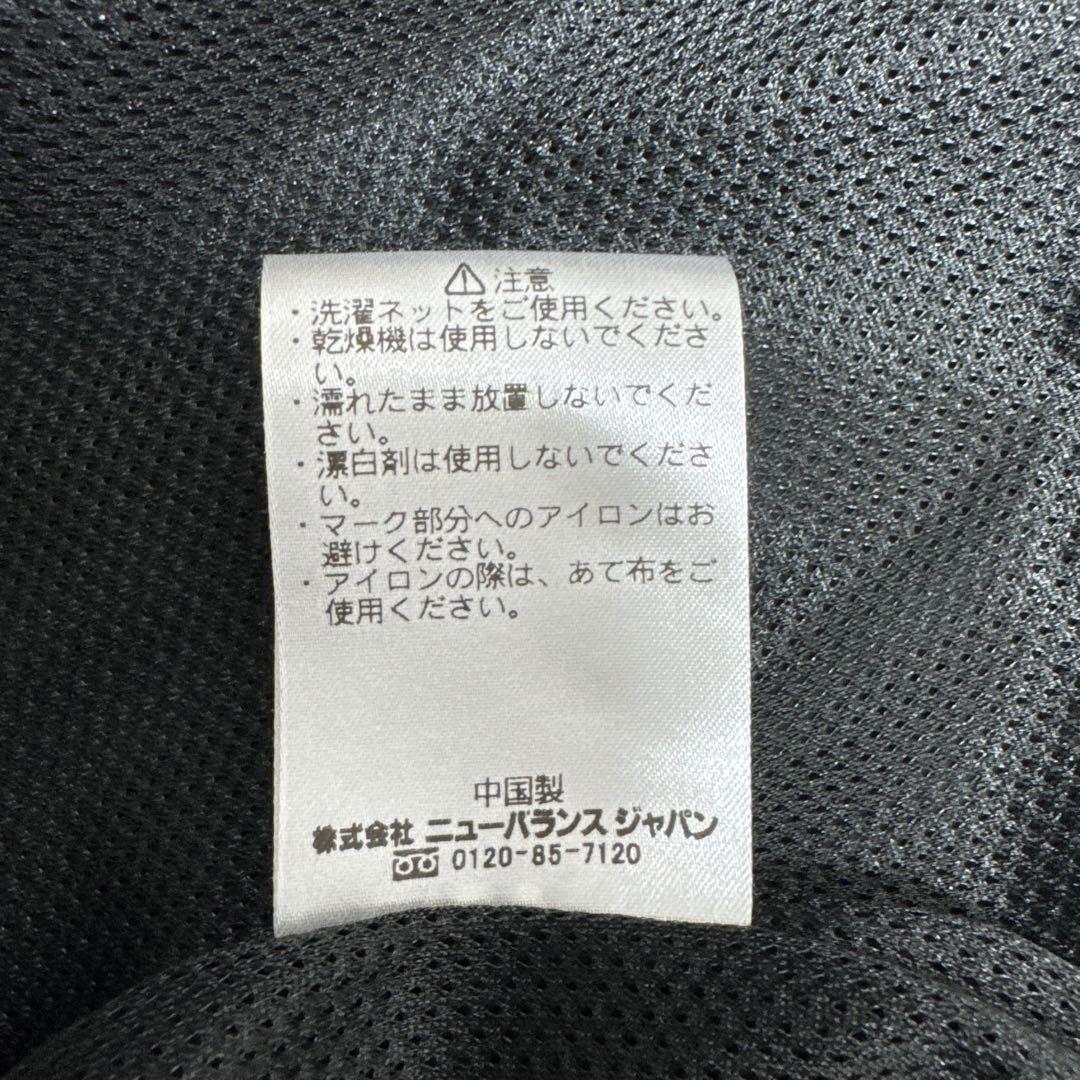 ⚠注意
・洗濯ネットをご使用ください。
・乾燥機は使用しないでくださ
い。
・濡れたまま放置しないでくだ
さい。
・漂白剤は使用しないでくださ
い。
・マーク部分へのアイロンはお
避けください。
・アイロンの際は、あて布をご
使用ください。
中国製
株式会社 ニューバランス ジャパン
0120-85-7120